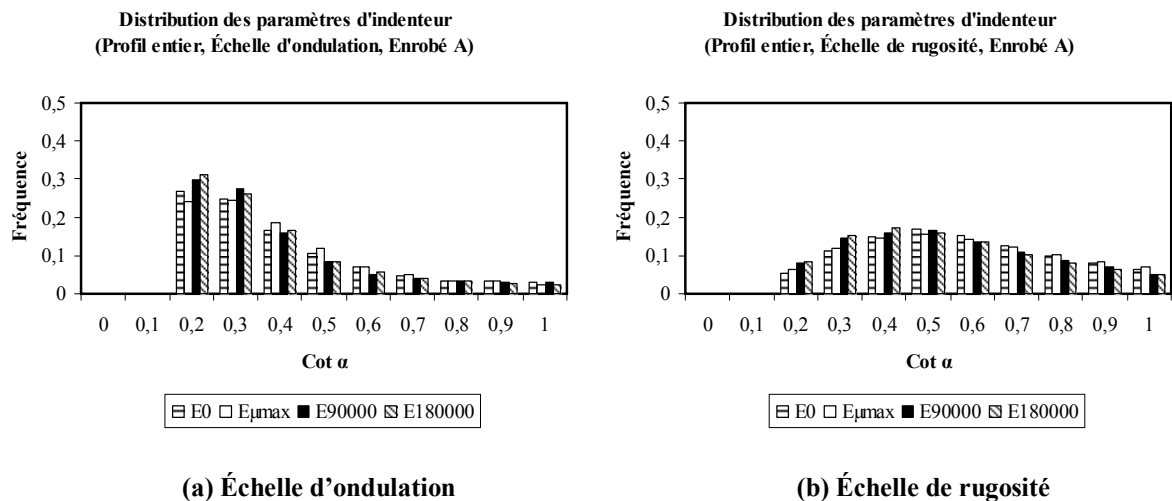 Distribution des paramètres d'indenteur
(Profil entier, Échelle d'ondulation, Enrobé A)
0,5
0,4
0,3
0,2
0,1
0
Fréquence
0 0,1 0,2 0,3 0,4 0,5 0,6 0,7 0,8 0,9 1
Cot α
E0 Eμmax E90000 E180000
(a) Échelle d’ondulation
Distribution des paramètres d'indenteur
(Profil entier, Échelle de rugosité, Enrobé A)
0,5
0,4
0,3
0,2
0,1
0
Fréquence
0 0,1 0,2 0,3 0,4 0,5 0,6 0,7 0,8 0,9 1
Cot α
E0 Eμmax E90000 E180000
(b) Échelle de rugosité